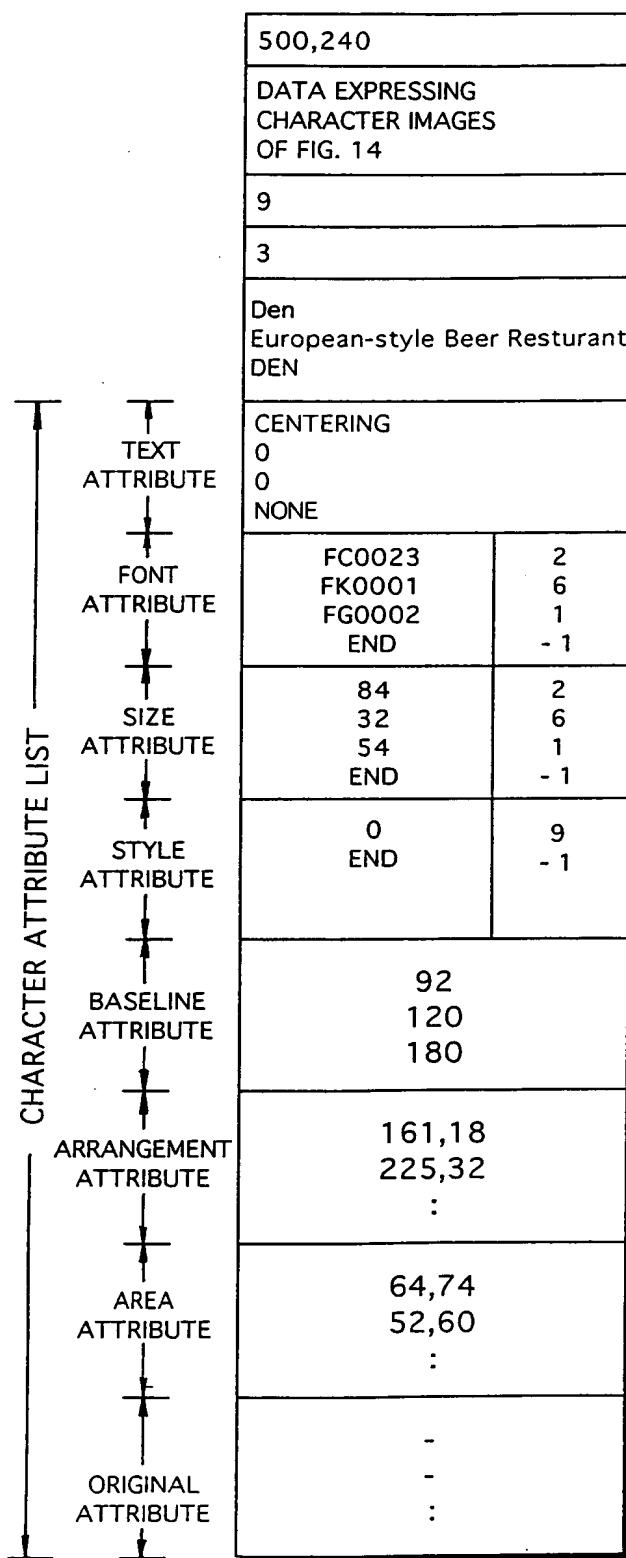 500,240
DATA EXPRESSING
CHARACTER IMAGES
OF FIG. 14
9
3
Den
European-style Beer Resturant
DEN
CHARACTER ATTRIBUTE LIST
TEXT
ATTRIBUTE
CENTERING
0
0
NONE
FONT
ATTRIBUTE
FC0023 2
FK0001 6
FG0002 1
END - 1
SIZE
ATTRIBUTE
84 2
32 6
54 1
END - 1
STYLE
ATTRIBUTE
0 9
END - 1
BASELINE
ATTRIBUTE
92
120
180
ARRANGEMENT
ATTRIBUTE
161,18
225,32
:
AREA
ATTRIBUTE
64,74
52,60
:
ORIGINAL
ATTRIBUTE
-
-
: